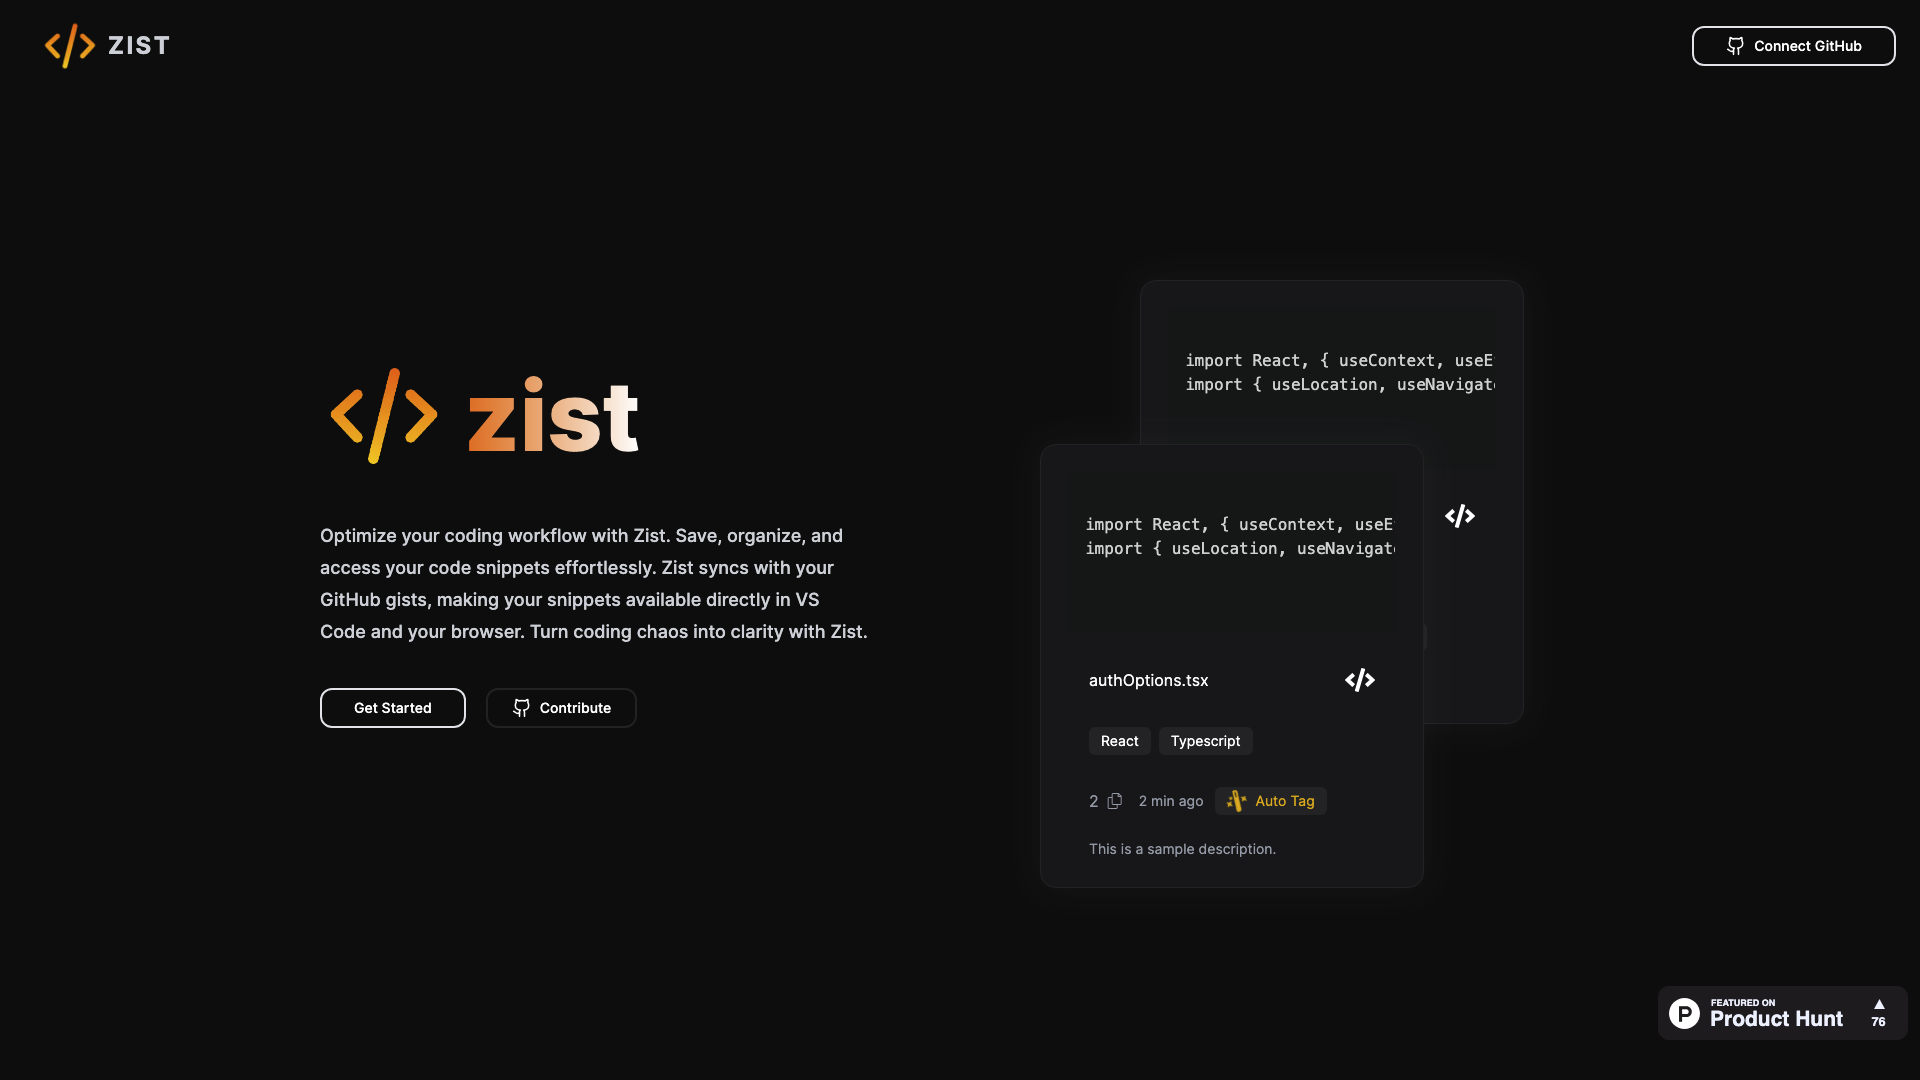 ZIST
Connect GitHub
zist
Optimize your coding workflow with Zist. Save, organize, and
access your code snippets effortlessly. Zist syncs with your
GitHub gists, making your snippets available directly in VS
Code and your browser. Turn coding chaos into clarity with Zist.
Get Started
Contribute
import React, { useContext, useE
import { useLocation, useNavigat
import React, { useContext, useE
import { useLocation, useNavigat
authOptions.tsx
React Typescript
2 2 min ago Auto Tag
This is a sample description.
FEATURED ON
Product Hunt
76